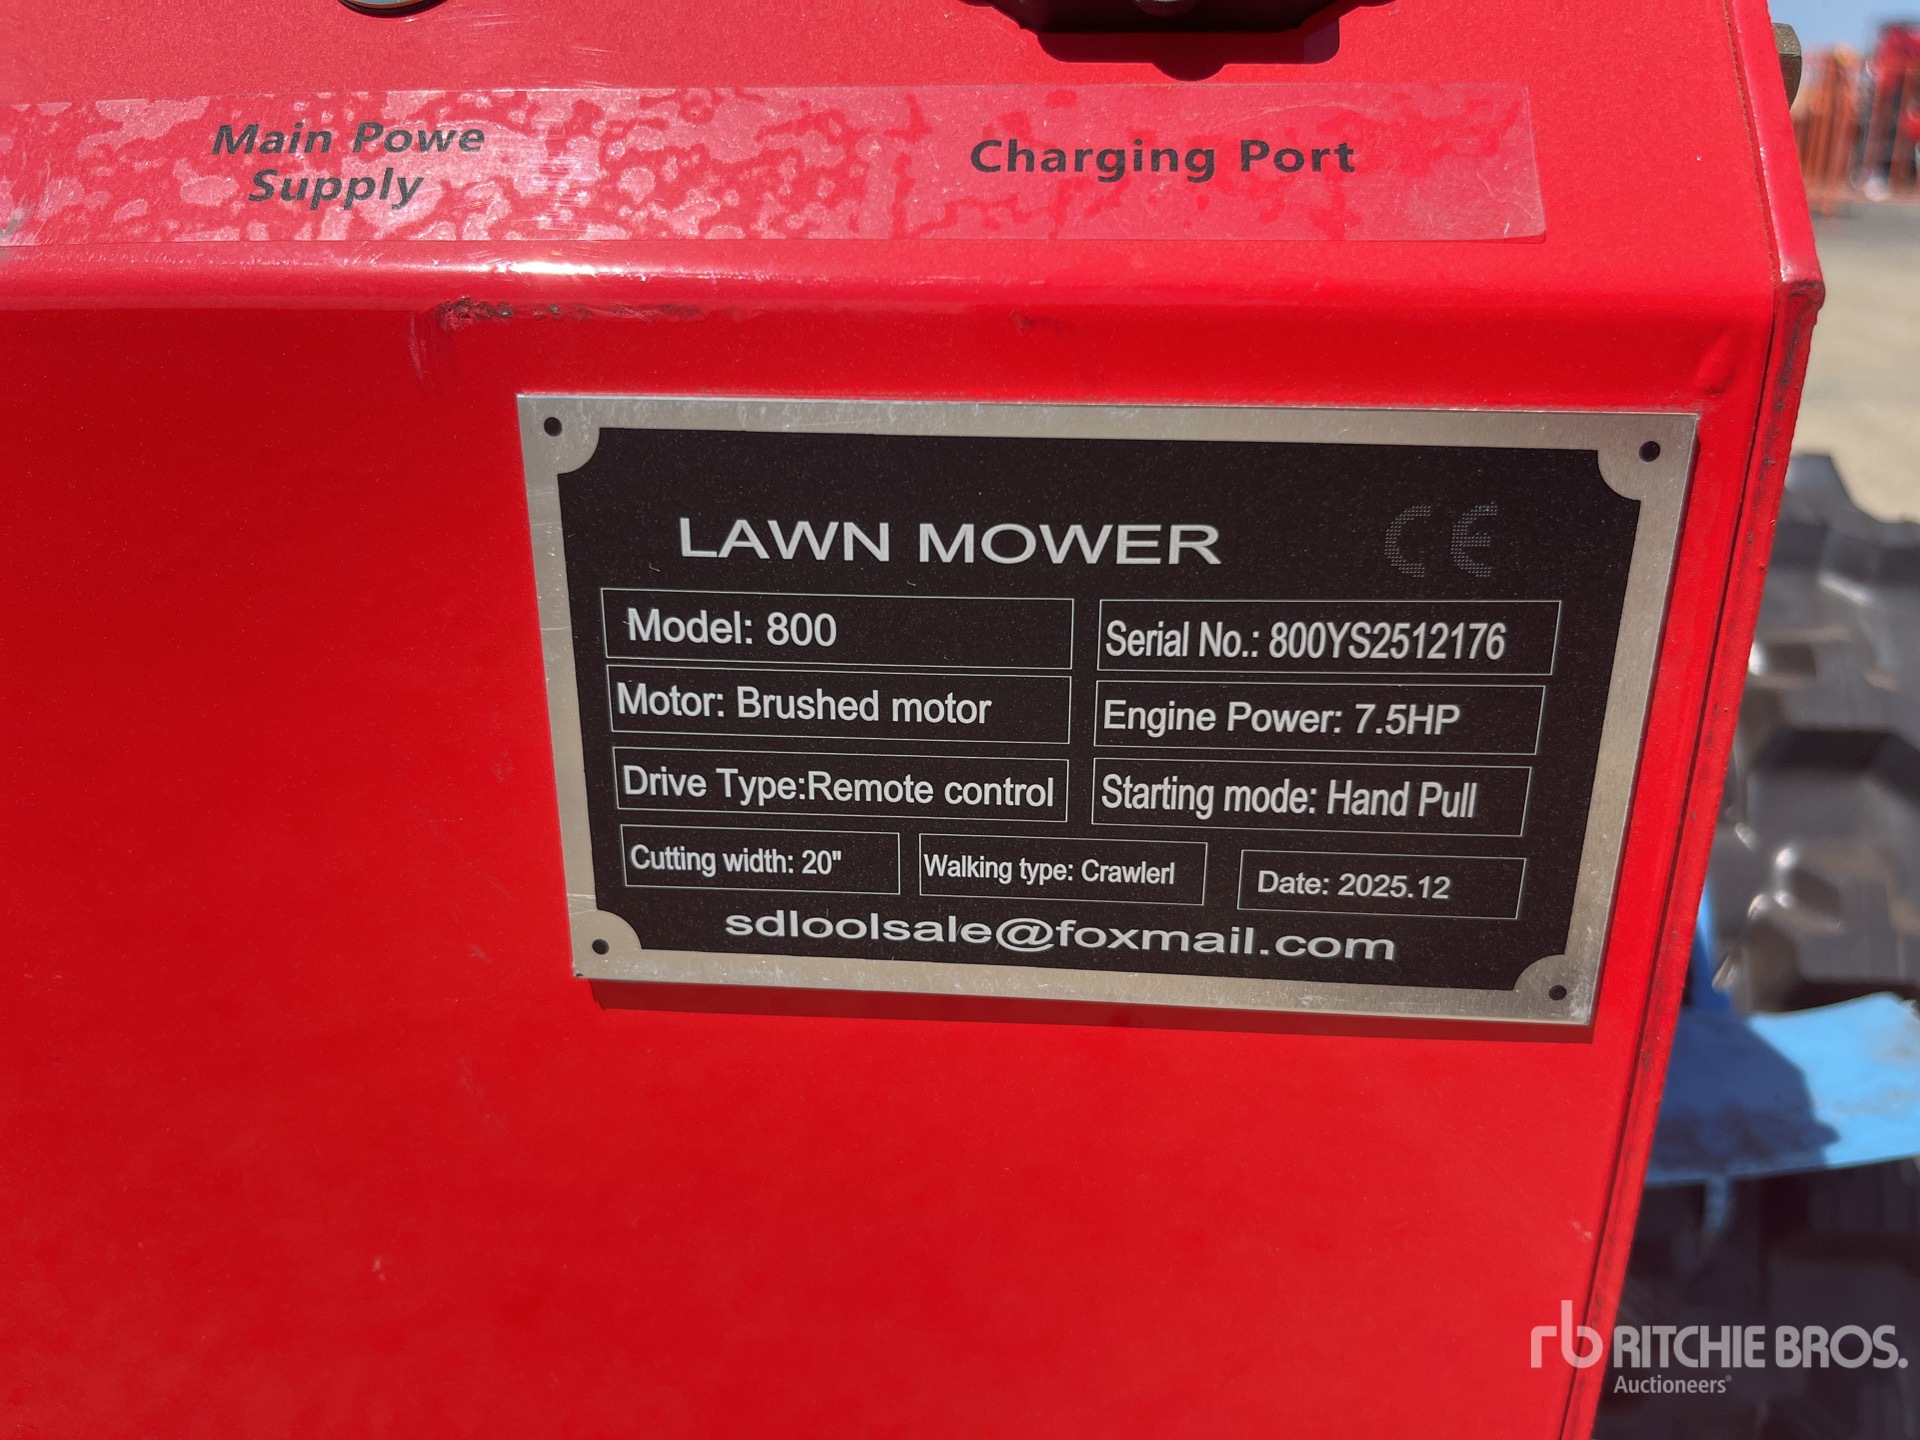 Main Powe
Supply
Charging Port
LAWN MOWER CE
Model: 800
Serial No.: 800YS2512176
Motor: Brushed motor
Engine Power: 7.5HP
Drive Type:Remote control
Starting mode: Hand Pull
Cutting width: 20"
Walking type: Crawlerl
Date: 2025.12
sdloolsale@foxmail.com
rb RITCHIE BROS.
Auctioneers